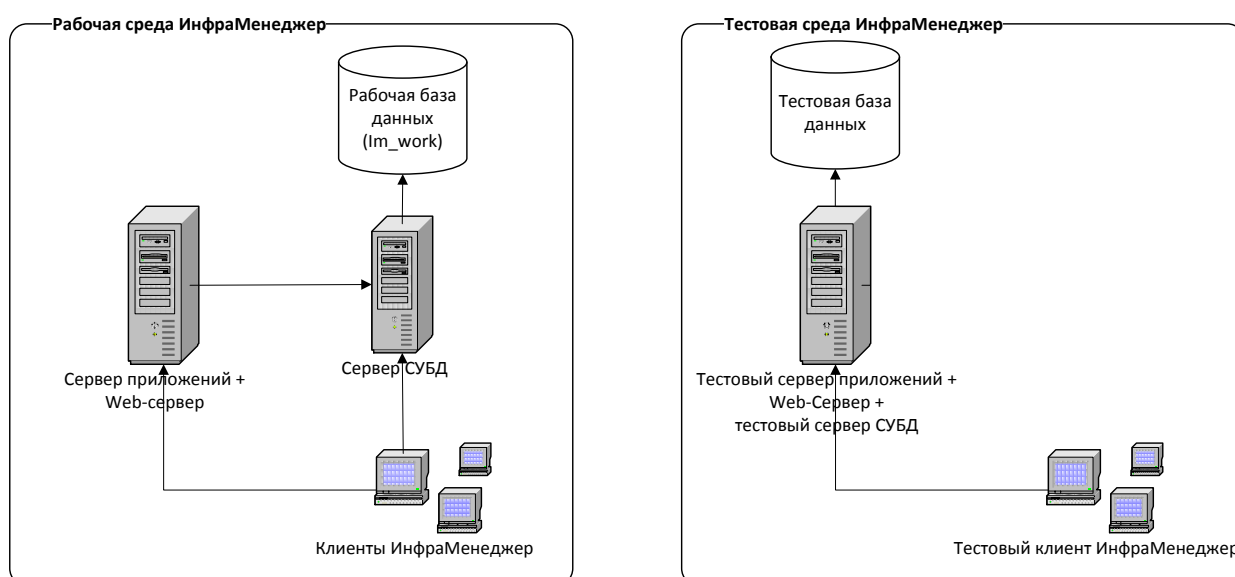 Рабочая среда ИнфраМенеджер
Рабочая база
данных
(Im_work)
Сервер приложений +
Web-сервер
Сервер СУБД
Клиенты ИнфраМенеджер
Тестовая среда ИнфраМенеджер
Тестовая база
данных
Тестовый сервер приложений +
Web-Сервер +
тестовый сервер СУБД
Тестовый клиент ИнфраМенеджер